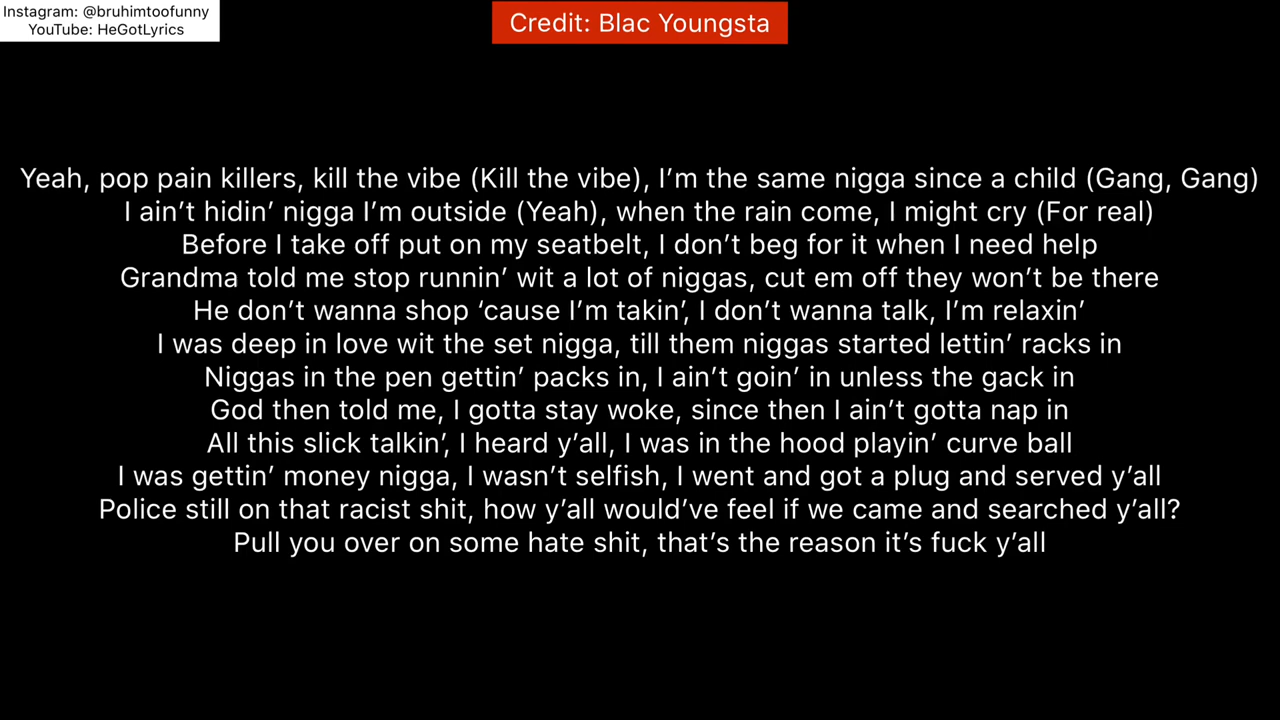 Instagram: @bruhimtoofunny
YouTube: HeGotLyrics
Credit: Blac Youngsta
Yeah, pop pain killers, kill the vibe (Kill the vibe), I’m the same nigga since a child (Gang, Gang)
I ain’t hidin’ nigga I’m outside (Yeah), when the rain come, I might cry (For real)
Before I take off put on my seatbelt, I don’t beg for it when I need help
Grandma told me stop runnin’ wit a lot of niggas, cut em off they won’t be there
He don’t wanna shop ‘cause I’m takin’, I don’t wanna talk, I’m relaxin’
I was deep in love wit the set nigga, till them niggas started lettin’ racks in
Niggas in the pen gettin’ packs in, I ain’t goin’ in unless the gack in
God then told me, I gotta stay woke, since then I ain’t gotta nap in
All this slick talkin’, I heard y’all, I was in the hood playin’ curve ball
I was gettin’ money nigga, I wasn’t selfish, I went and got a plug and served y’all
Police still on that racist shit, how y’all would’ve feel if we came and searched y’all?
Pull you over on some hate shit, that’s the reason it’s fuck y’all